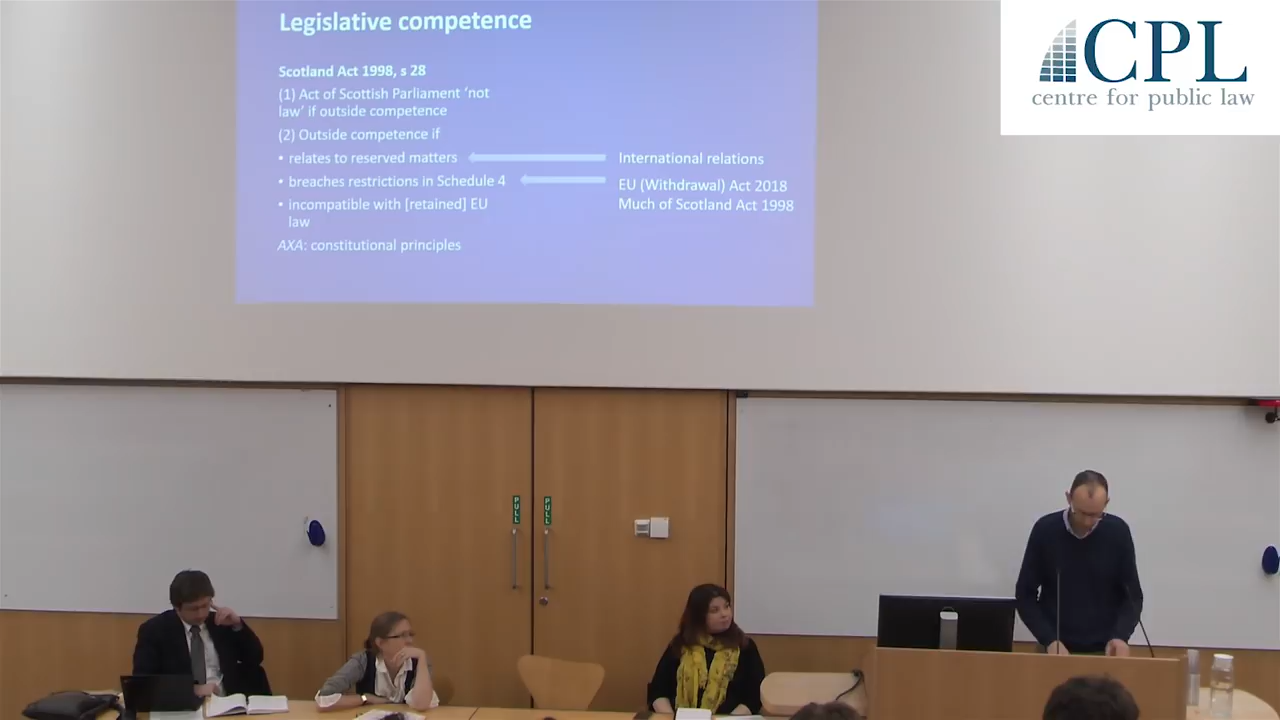 Legislative competence
Scotland Act 1998, s 28
(1) Act of Scottish Parliament ‘not
law’ if outside competence
(2) Outside competence if
• relates to reserved matters
• breaches restrictions in Schedule 4
• incompatible with [retained] EU
law
AXA: constitutional principles
International relations
EU (Withdrawal) Act 2018
Much of Scotland Act 1998
CPL
centre for public law
PULL
PULL